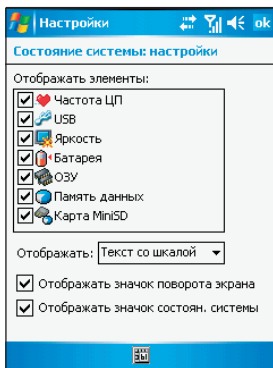 Настройки ok
Состояние системы: настройки
Отображать элементы:
Частота ЦП
USB
Яркость
Батарея
ОЗУ
Память данных
Карта MiniSD
Отображать: Текст со шкалой
Отображать значок поворота экрана
Отображать значок состоян. системы